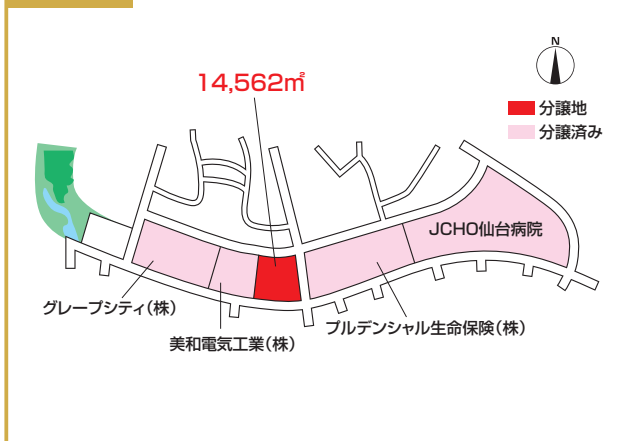 N
14,562㎡
分譲地
分譲済み
JCHO仙台病院
グレープシティ(株)
美和電気工業(株)
プルデンシャル生命保険(株)